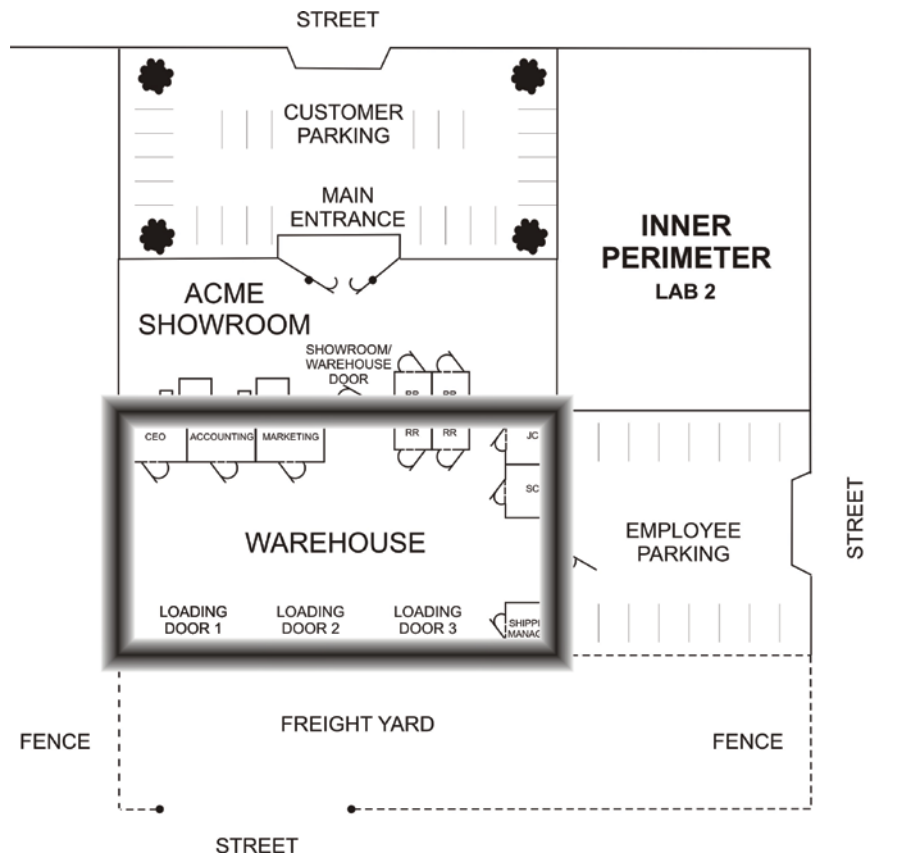 STREET
CUSTOMER
PARKING
MAIN
ENTRANCE
INNER
PERIMETER
LAB 2
ACME
SHOWROOM
SHOWROOM/
WAREHOUSE
DOOR
RR RR
CEO ACCOUNTING MARKETING
RR RR
JC
SC
WAREHOUSE
EMPLOYEE
PARKING
STREET
LOADING
DOOR 1
LOADING
DOOR 2
LOADING
DOOR 3
SHIPPI
MANAG
FREIGHT YARD
FENCE
FENCE
STREET